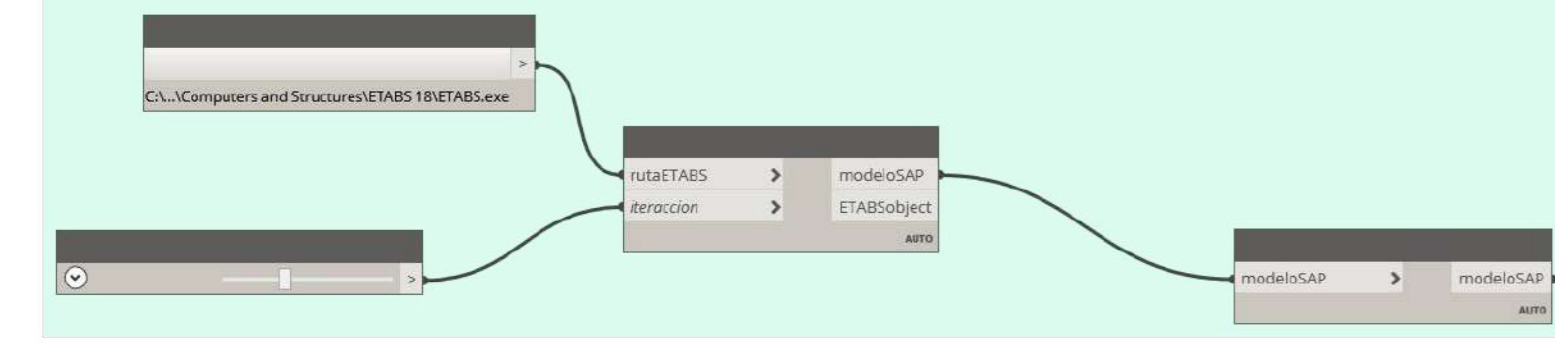 >
C:\...\Computers and Structures\ETABS 18\ETABS.exe
rutaETABS > modeloSAP
iteraccion > ETABSobject
AUTO
>
modeloSAP > modeloSAP
AUTO